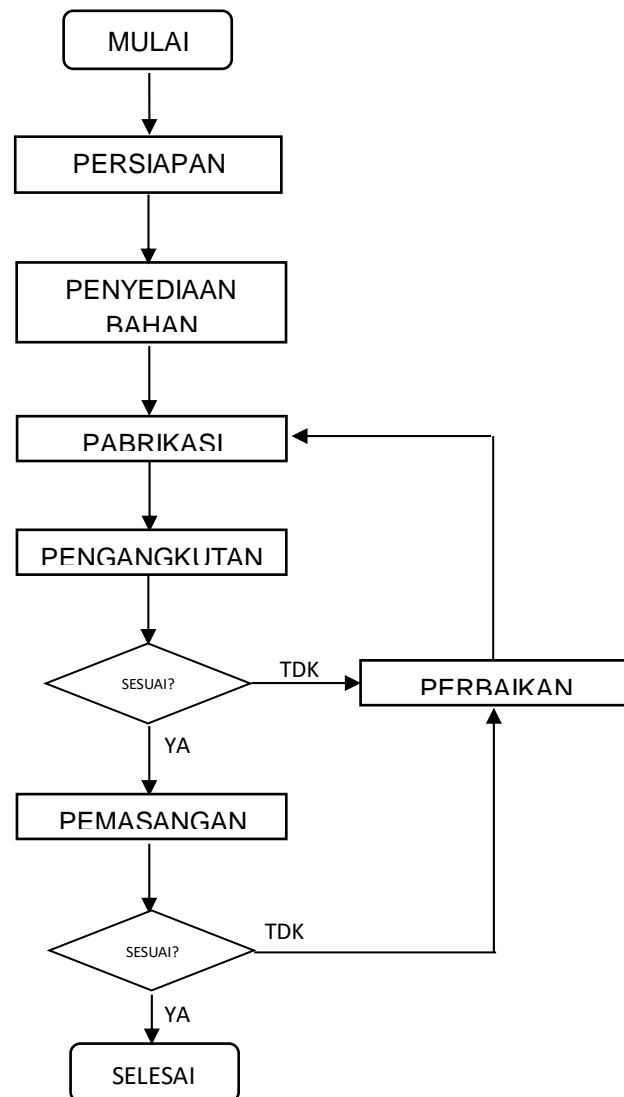 MULAI
PERSIAPAN
PENYEDIAAN
BAHAN
PABRIKASI
PENGANGKUTAN
SESUAI?
TDK
PERBAIKAN
YA
PEMASANGAN
SESUAI?
TDK
YA
SELESAI